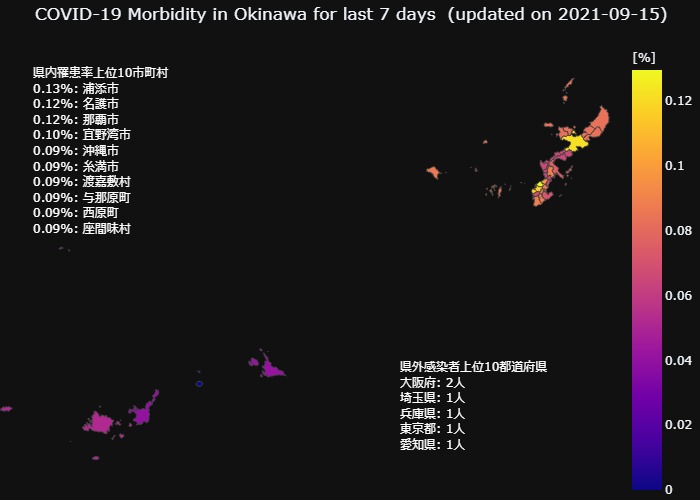 COVID-19 Morbidity in Okinawa for last 7 days (updated on 2021-09-15)
県内罹患率上位10市町村
0.13%: 浦添市
0.12%: 名護市
0.12%: 那覇市
0.10%: 宜野湾市
0.09%: 沖縄市
0.09%: 糸満市
0.09%: 渡嘉敷村
0.09%: 与那原町
0.09%: 西原町
0.09%: 座間味村
[%]
0.12
0.1
0.08
0.06
0.04
0.02
0
県外感染者上位10都道府県
大阪府: 2人
埼玉県: 1人
兵庫県: 1人
東京都: 1人
愛知県: 1人